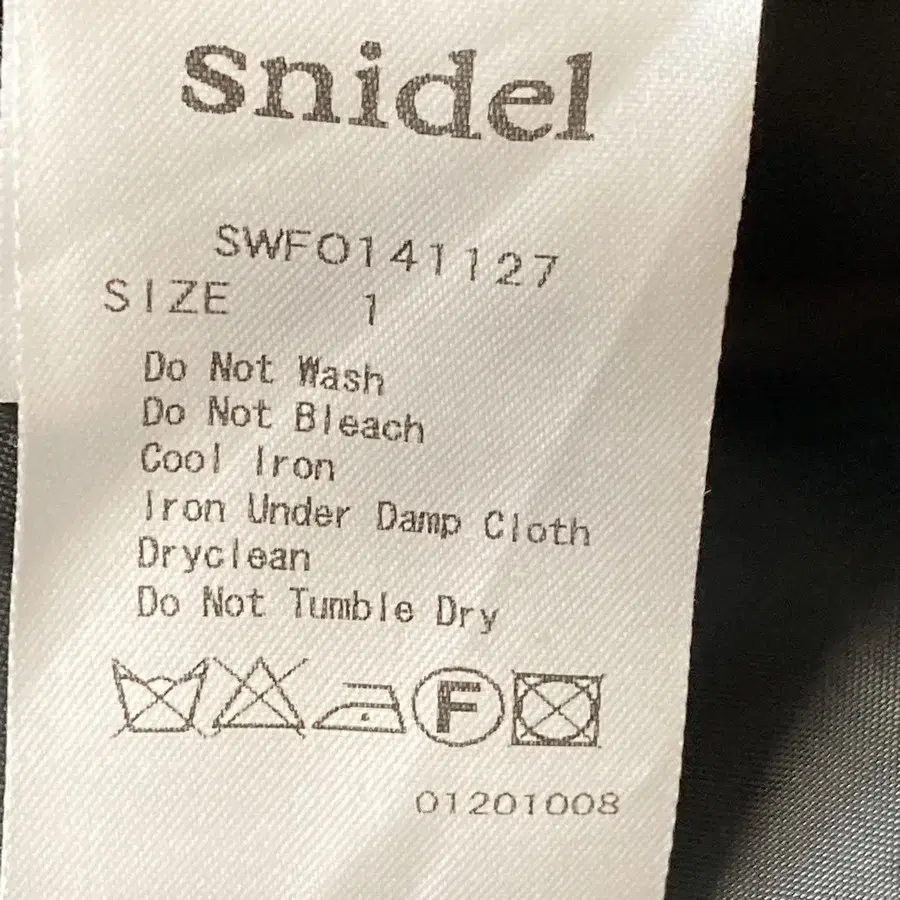 snidel
SWFO141127
SIZE 1
Do Not Wash
Do Not Bleach
Cool Iron
Iron Under Damp Cloth
Dryclean
Do Not Tumble Dry
F
01201008